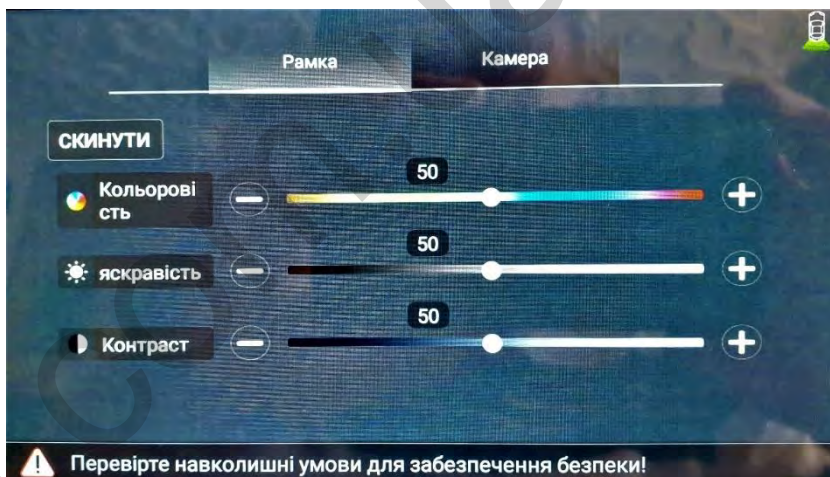 Рамка Камера
СКИНУТИ
50
Кольорові
сть
50
яскравість
50
Контраст
Перевірте навколишні умови для забезпечення безпеки!